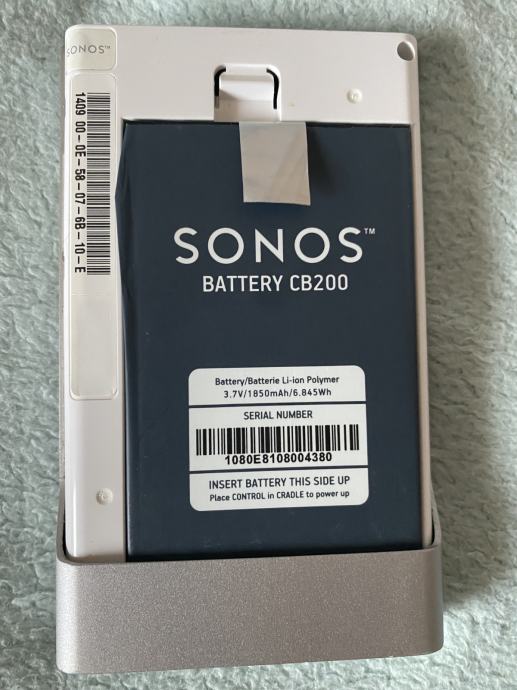 SONOS™
1409 00-0E-58-07-6B-10-E
SONOS™
BATTERY CB200
Battery/Batterie Li-ion Polymer
3.7V/1850mAh/6.845Wh
SERIAL NUMBER
1080E8108004380
INSERT BATTERY THIS SIDE UP
Place CONTROL in CRADLE to power up